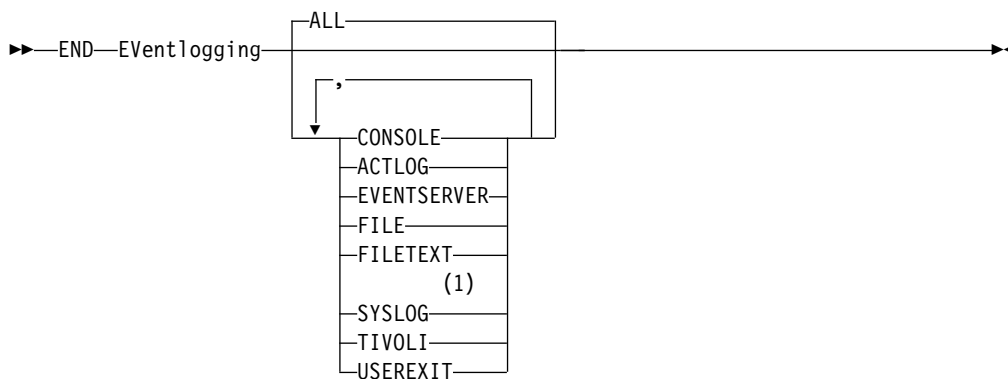 ALL
END EVentlogging
,
CONSOLE
ACTLOG
EVENTSERVER
FILE
FILETEXT
(1)
SYSLOG
TIVOLI
USEREXIT